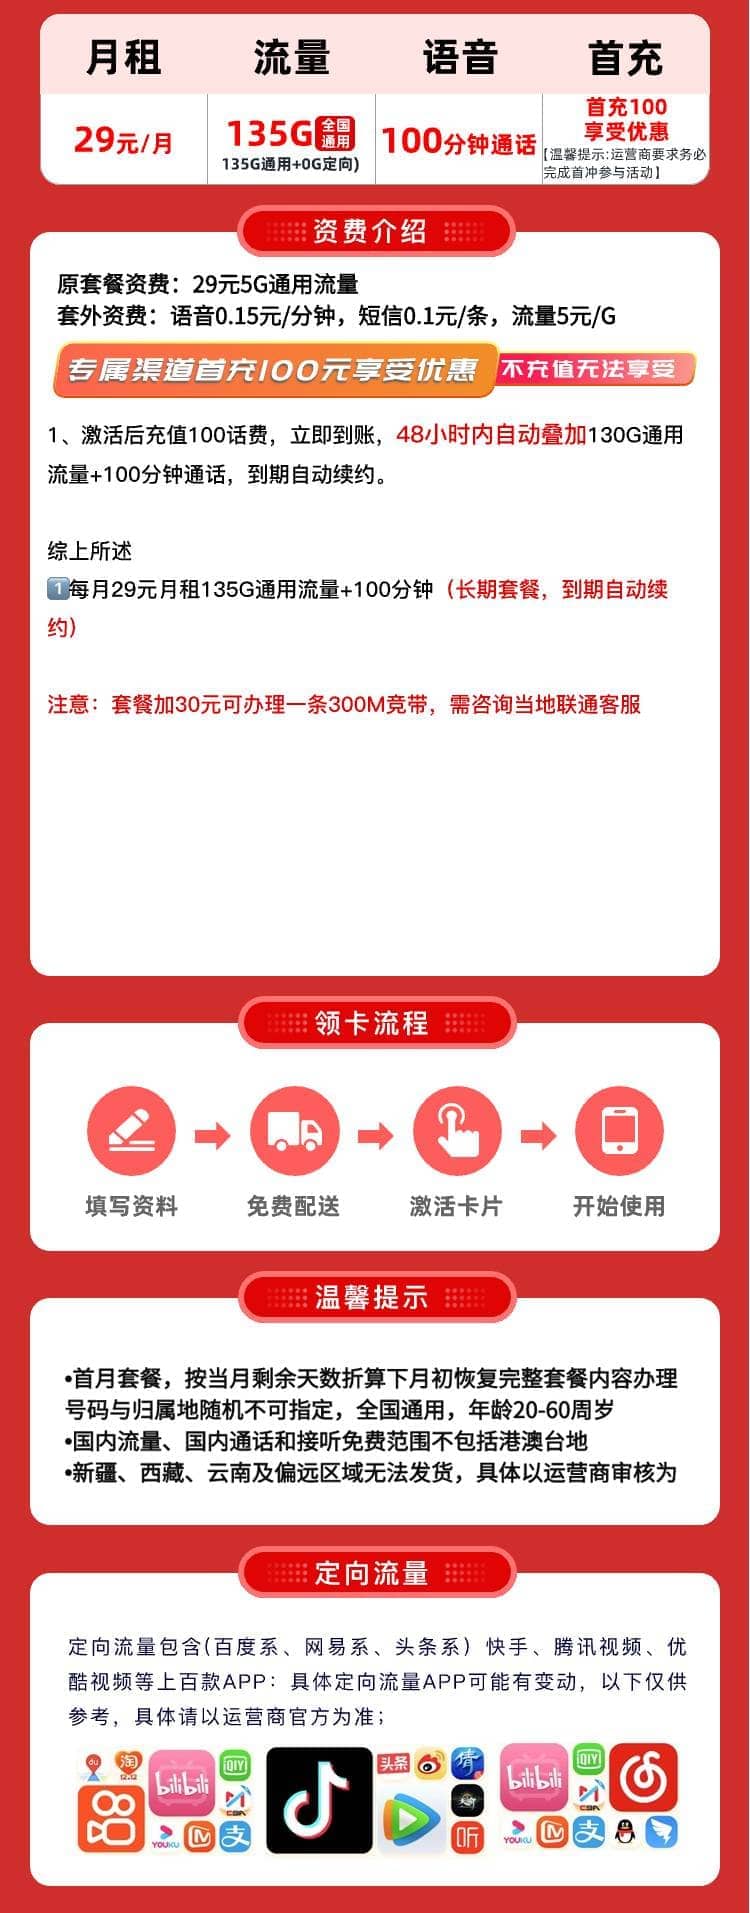 月租
流量
语音
首充
29元/月
135G全国通用
135G通用+0G定向)
100分钟通话
首充100
享受优惠
【温馨提示:运营商要求务必
完成首冲参与活动】
资费介绍
原套餐资费：29元5G通用流量
套外资费：语音0.15元/分钟，短信0.1元/条，流量5元/G
专属渠道首充100元享受优惠 不充值无法享受
1、激活后充值100话费，立即到账，48小时内自动叠加130G通用
流量+100分钟通话，到期自动续约。
综上所述
1每月29元月租135G通用流量+100分钟（长期套餐，到期自动续
约）
注意：套餐加30元可办理一条300M竞带，需咨询当地联通客服
领卡流程
填写资料
免费配送
激活卡片
开始使用
温馨提示
•首月套餐，按当月剩余天数折算下月初恢复完整套餐内容办理
号码与归属地随机不可指定，全国通用，年龄20-60周岁
•国内流量、国内通话和接听免费范围不包括港澳台地
•新疆、西藏、云南及偏远区域无法发货，具体以运营商审核为
定向流量
定向流量包含(百度系、网易系、头条系）快手、腾讯视频、优
酷视频等上百款APP：具体定向流量APP可能有变动，以下仅供
参考，具体请以运营商官方为准；
du
淘
12.12
bilibili
QIY
CBA
YOUKU
支
头条
倩
听
bilibili
QIY
CBA
YOUKU
支